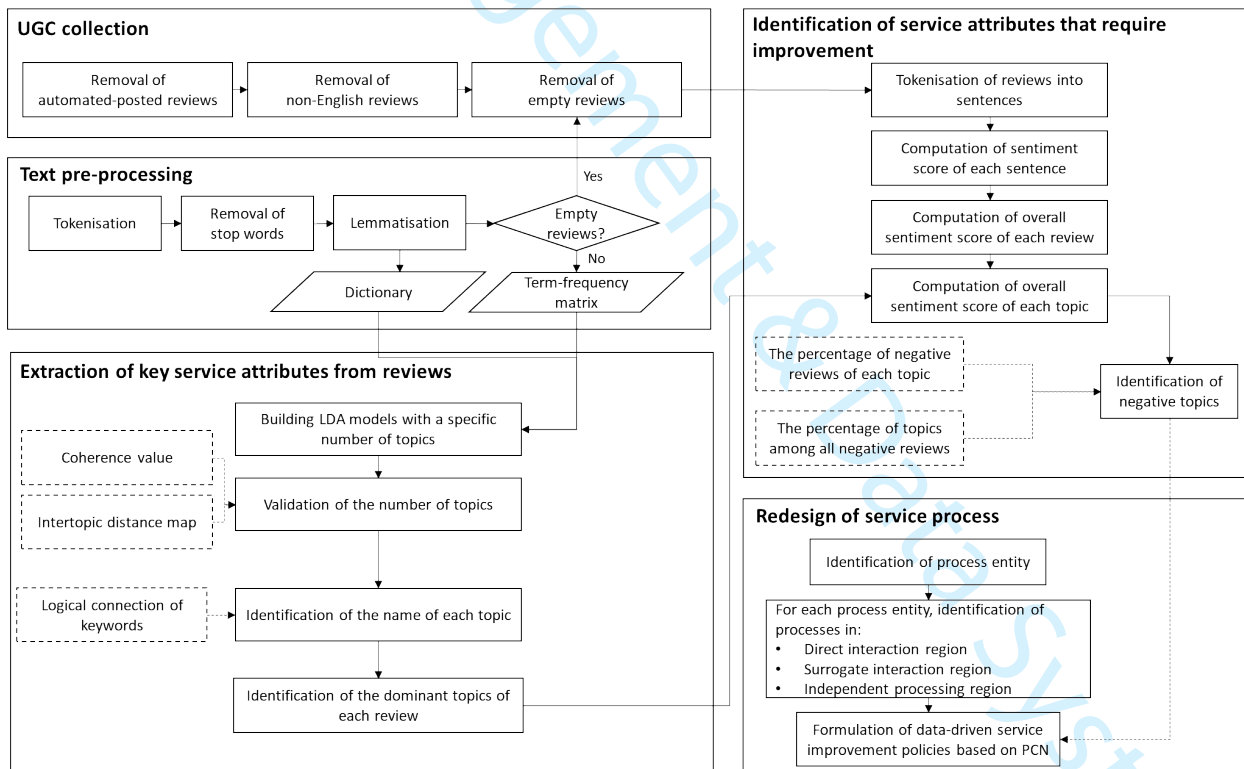 UGC collection
Removal of
automated-posted reviews
Removal of
non-English reviews
Removal of
empty reviews
Text pre-processing
Tokenisation
Removal of
stop words
Lemmatisation
Empty
reviews?
Yes
No
Dictionary
Term-frequency
matrix
Extraction of key service attributes from reviews
Building LDA models with a specific
number of topics
Coherence value
Intertopic distance map
Validation of the number of topics
Logical connection of
keywords
Identification of the name of each topic
Identification of the dominant topics of
each review
Identification of service attributes that require
improvement
Tokenisation of reviews into
sentences
Computation of sentiment
score of each sentence
Computation of overall
sentiment score of each review
Computation of overall
sentiment score of each topic
The percentage of negative
reviews of each topic
The percentage of topics
among all negative reviews
Identification of
negative topics
Redesign of service process
Identification of process entity
For each process entity, identification of
processes in:
• Direct interaction region
• Surrogate interaction region
• Independent processing region
Formulation of data-driven service
improvement policies based on PCN
gement & Data Syst